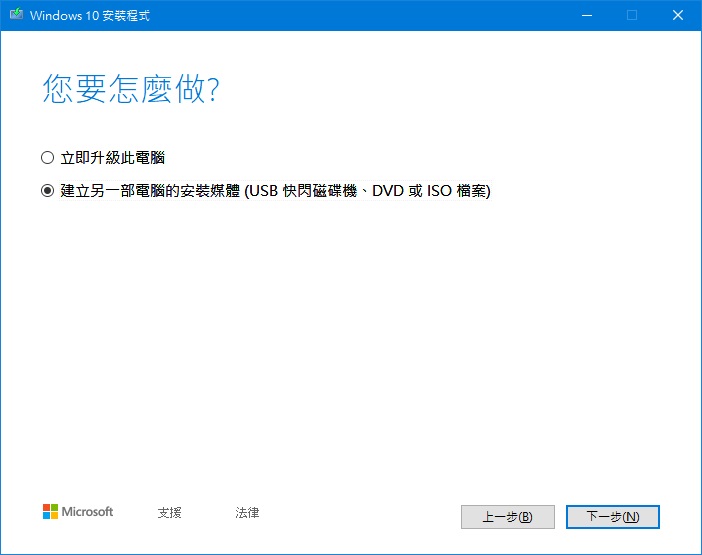 Windows 10 安裝程式
您要怎麼做?
立即升級此電腦
建立另一部電腦的安裝媒體 (USB 快閃磁碟機、DVD 或 ISO 檔案)
Microsoft 支援 法律 上一步(B) 下一步(N)